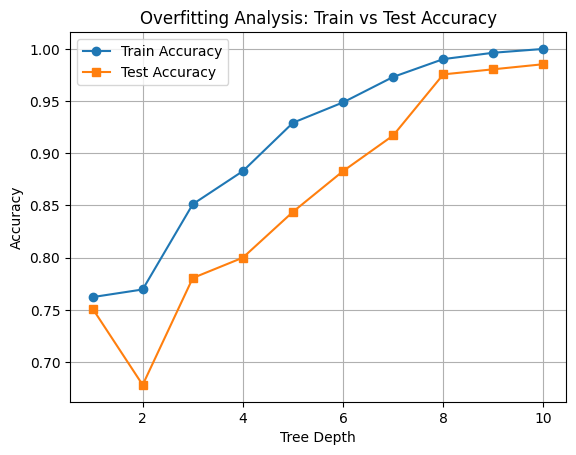 Overfitting Analysis: Train vs Test Accuracy
Train Accuracy
Test Accuracy
1.00
0.95
0.90
0.85
0.80
0.75
0.70
Accuracy
2
4
6
8
10
Tree Depth